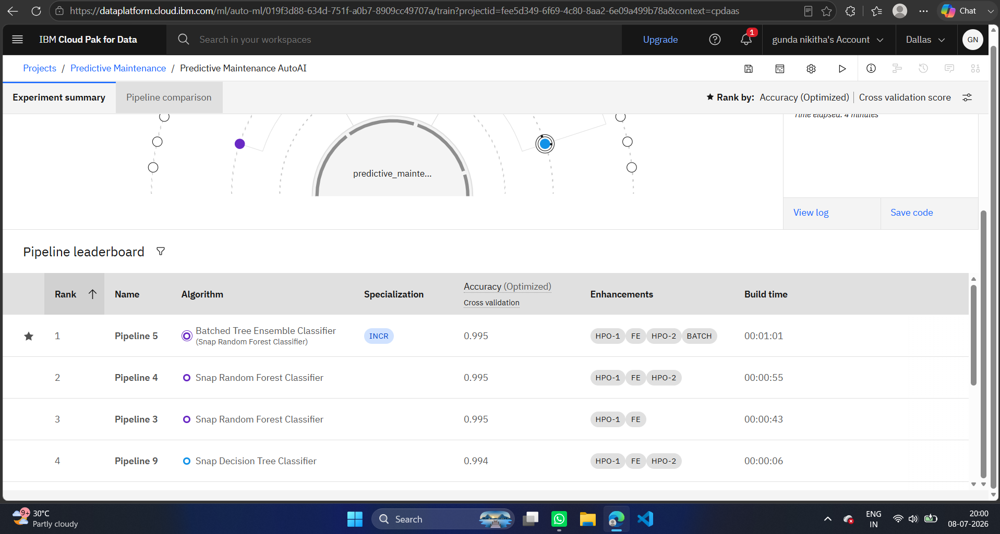 https://dataplatform.cloud.ibm.com/ml/auto-ml/019f3d88-634d-751f-a0b7-8909cc49707a/train?projectid=fee5d349-6f69-4c80-8aa2-6e09a499b78a&context=cpdaas
Chat
IBM Cloud Pak for Data
Search in your workspaces
Upgrade
1
gunda nikitha's Account
Dallas
GN
Projects / Predictive Maintenance / Predictive Maintenance AutoAI
Experiment summary
Pipeline comparison
Rank by: Accuracy (Optimized) | Cross validation score
Time elapsed: 4 minutes
predictive_mainte...
View log
Save code
Pipeline leaderboard
Rank Name Algorithm Specialization Accuracy (Optimized) Enhancements Build time
Cross validation
1 Pipeline 5 Batched Tree Ensemble Classifier INCR 0.995 HPO-1 FE HPO-2 BATCH 00:01:01
(Snap Random Forest Classifier)
2 Pipeline 4 Snap Random Forest Classifier 0.995 HPO-1 FE HPO-2 00:00:55
3 Pipeline 3 Snap Random Forest Classifier 0.995 HPO-1 FE 00:00:43
4 Pipeline 9 Snap Decision Tree Classifier 0.994 HPO-1 FE HPO-2 00:00:06
9+
30°C
Partly cloudy
Search
ENG
IN
20:00
08-07-2026